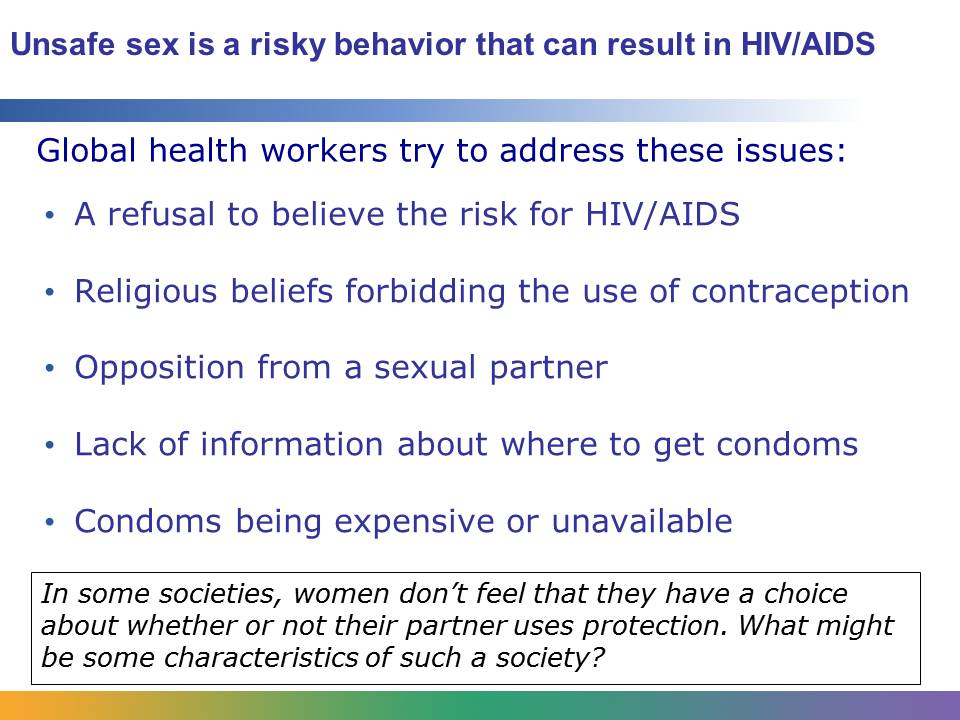 Unsafe sex is a risky behavior that can result in HIV/AIDS
Global health workers try to address these issues:
• A refusal to believe the risk for HIV/AIDS
• Religious beliefs forbidding the use of contraception
• Opposition from a sexual partner
• Lack of information about where to get condoms
• Condoms being expensive or unavailable
In some societies, women don’t feel that they have a choice
about whether or not their partner uses protection. What might
be some characteristics of such a society?